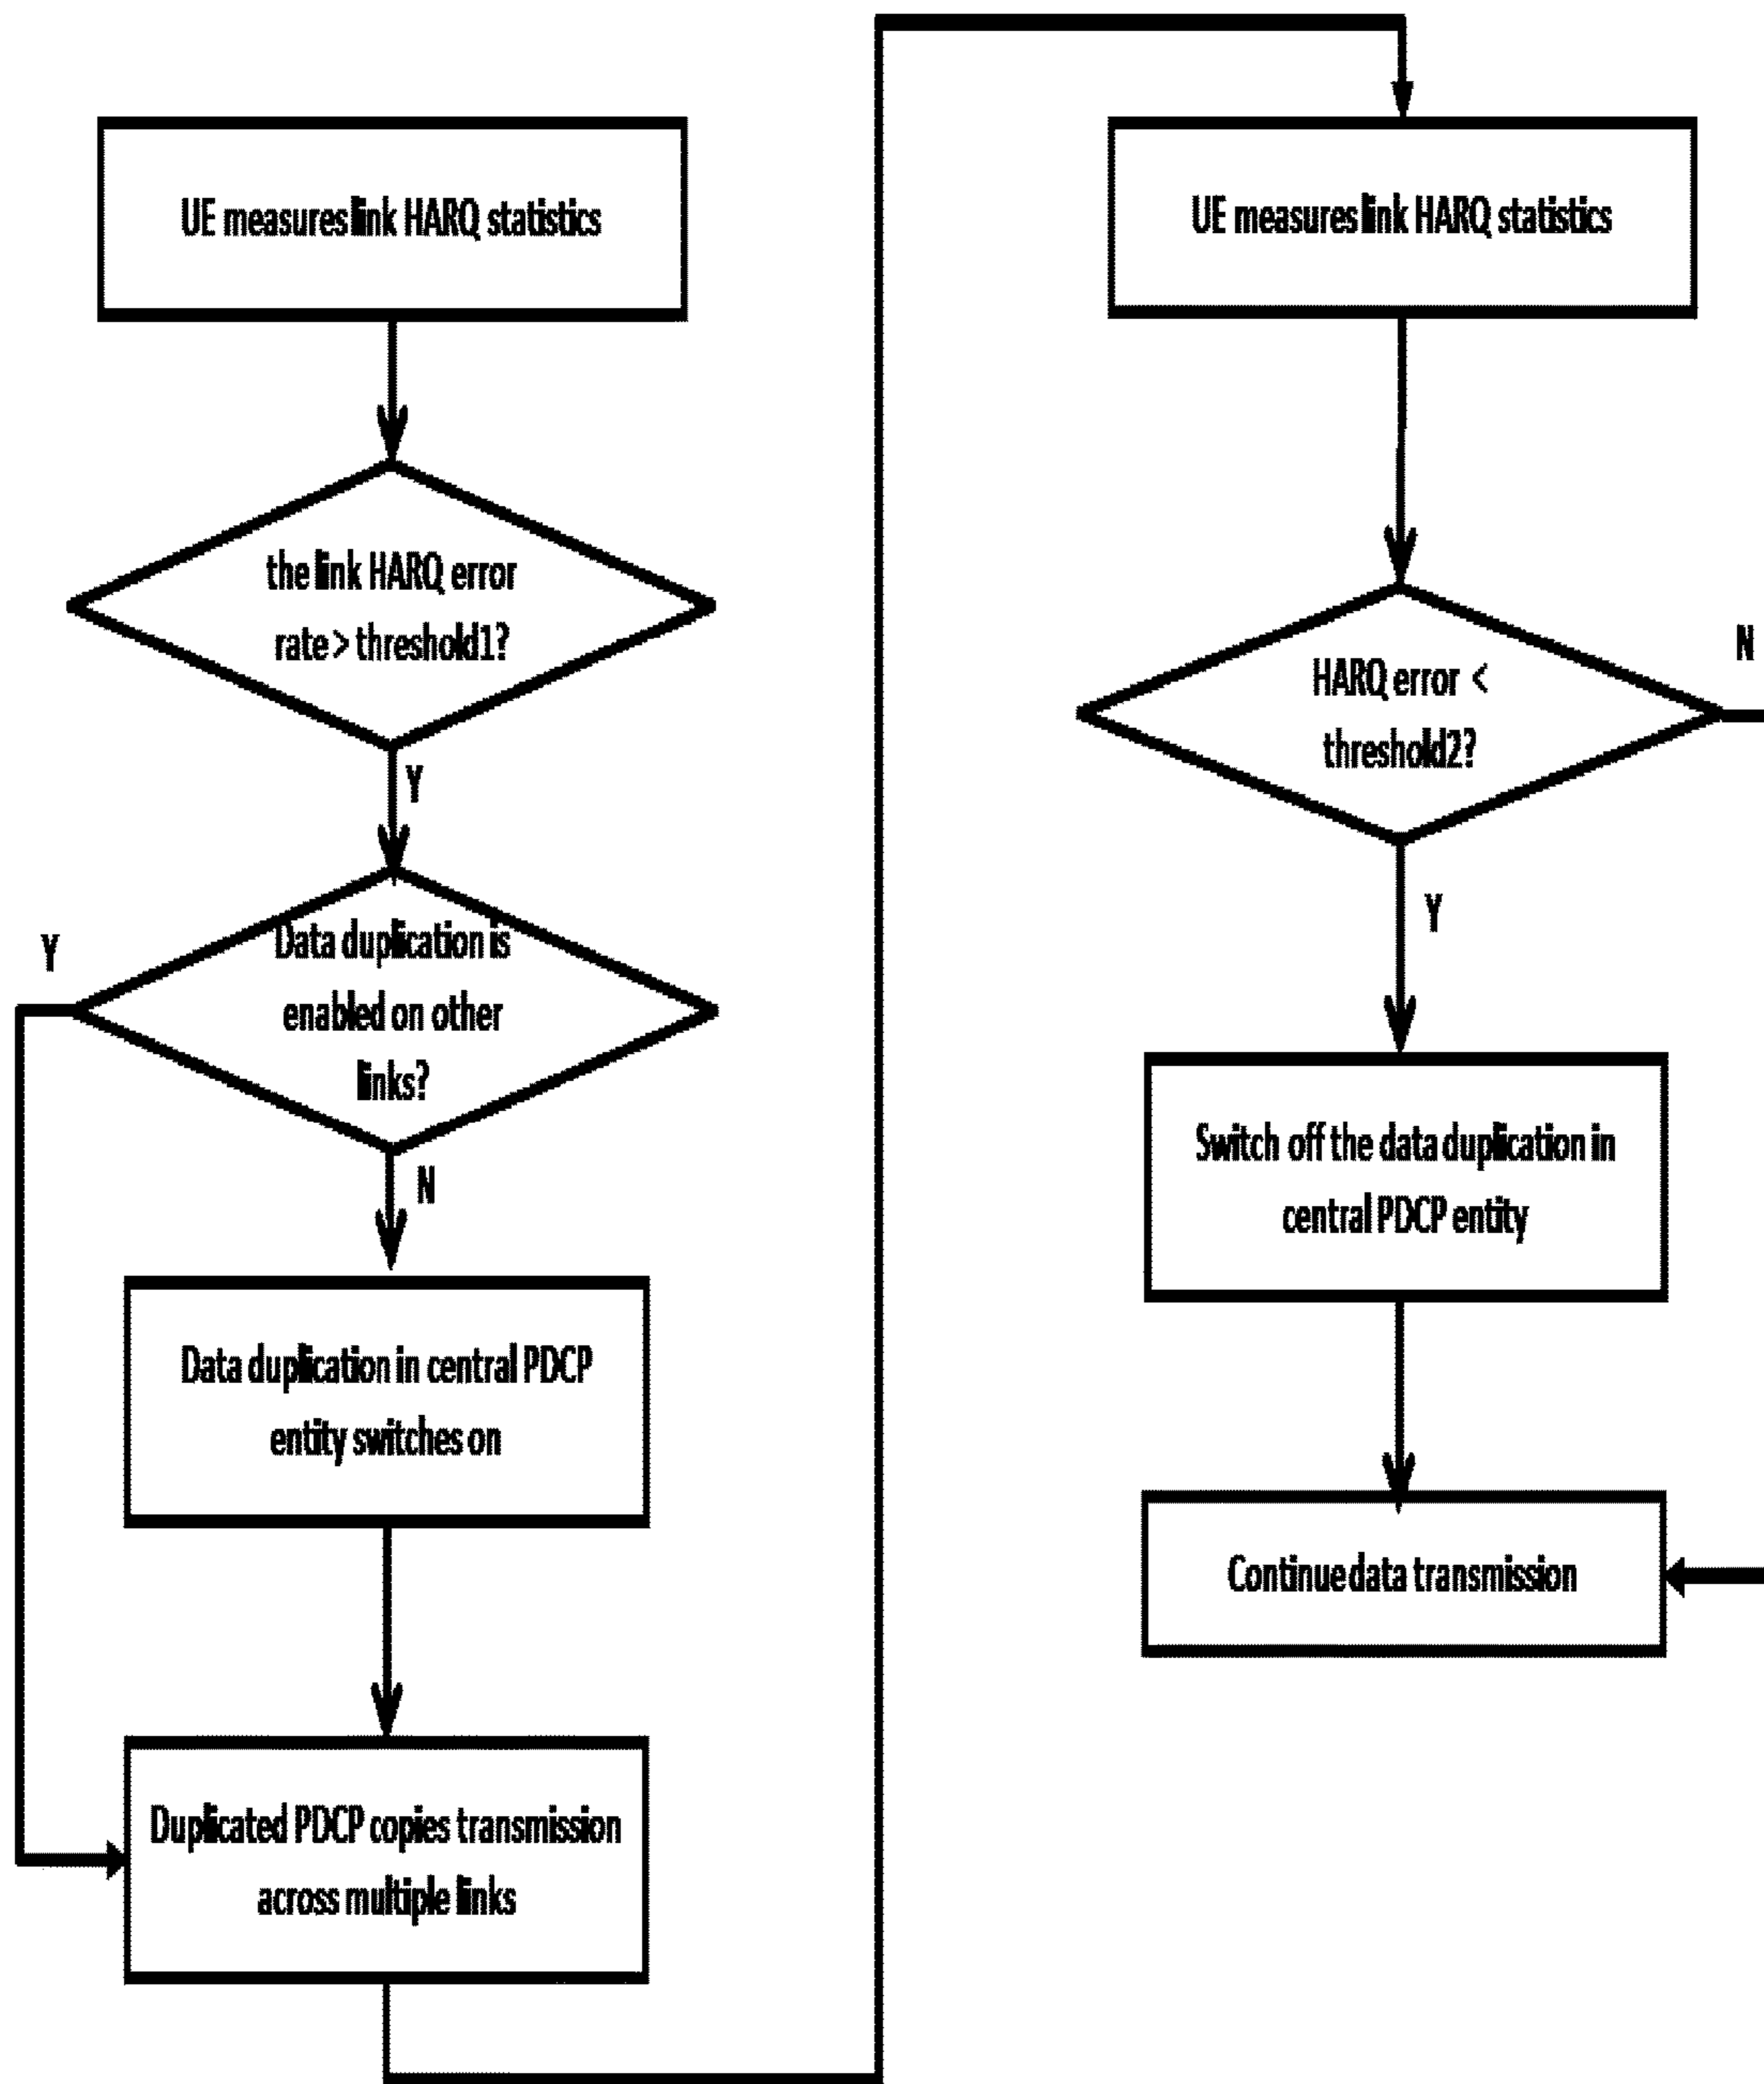 UE measures link HARQ statistics
the link HARQ error
rate > threshold1?
Y
Data duplication is
enabled on other
links?
Y
N
Data duplication in central PDCP
entity switches on
Duplicated PDCP copies transmission
across multiple links
UE measures link HARQ statistics
HARQ error <
threshold2?
N
Y
Switch off the data duplication in
central PDCP entity
Continue data transmission